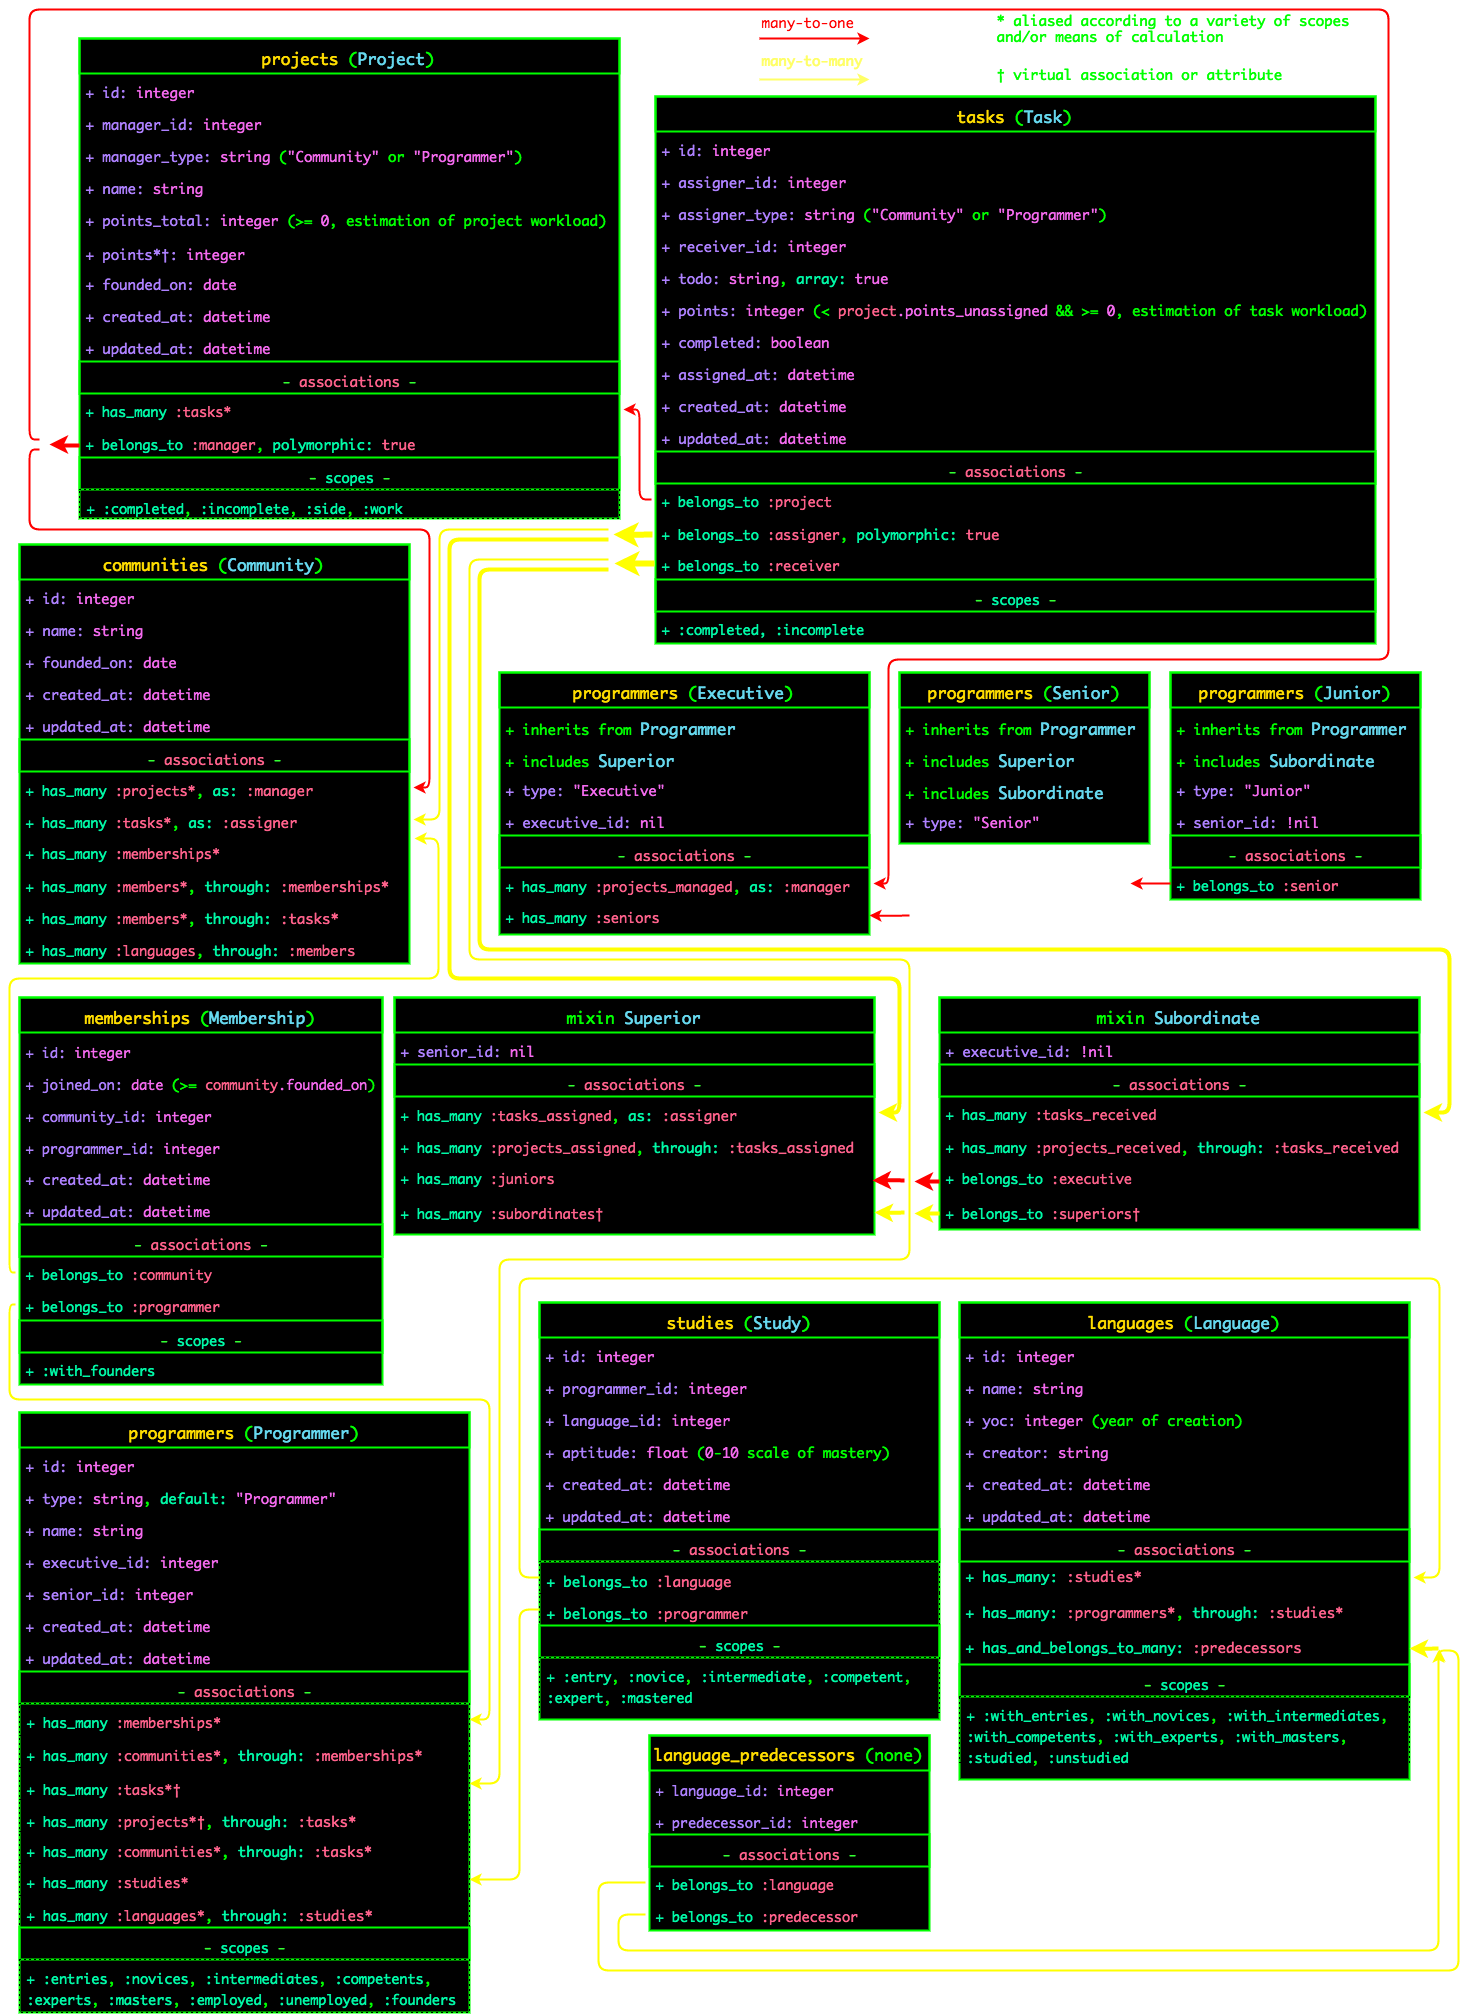 many-to-one
many-to-many
* aliased according to a variety of scopes
and/or means of calculation
† virtual association or attribute
projects (Project)
+ id: integer
+ manager_id: integer
+ manager_type: string ("Community" or "Programmer")
+ name: string
+ points_total: integer (>= 0, estimation of project workload)
+ points*†: integer
+ founded_on: date
+ created_at: datetime
+ updated_at: datetime
- associations -
+ has_many :tasks*
+ belongs_to :manager, polymorphic: true
- scopes -
+ :completed, :incomplete, :side, :work
tasks (Task)
+ id: integer
+ assigner_id: integer
+ assigner_type: string ("Community" or "Programmer")
+ receiver_id: integer
+ todo: string, array: true
+ points: integer (< project.points_unassigned && >= 0, estimation of task workload)
+ completed: boolean
+ assigned_at: datetime
+ created_at: datetime
+ updated_at: datetime
- associations -
+ belongs_to :project
+ belongs_to :assigner, polymorphic: true
+ belongs_to :receiver
- scopes -
+ :completed, :incomplete
communities (Community)
+ id: integer
+ name: string
+ founded_on: date
+ created_at: datetime
+ updated_at: datetime
- associations -
+ has_many :projects*, as: :manager
+ has_many :tasks*, as: :assigner
+ has_many :memberships*
+ has_many :members*, through: :memberships*
+ has_many :members*, through: :tasks*
+ has_many :languages, through: :members
programmers (Executive)
+ inherits from Programmer
+ includes Superior
+ type: "Executive"
+ executive_id: nil
- associations -
+ has_many :projects_managed, as: :manager
+ has_many :seniors
programmers (Senior)
+ inherits from Programmer
+ includes Superior
+ includes Subordinate
+ type: "Senior"
programmers (Junior)
+ inherits from Programmer
+ includes Subordinate
+ type: "Junior"
+ senior_id: !nil
- associations -
+ belongs_to :senior
memberships (Membership)
+ id: integer
+ joined_on: date (>= community.founded_on)
+ community_id: integer
+ programmer_id: integer
+ created_at: datetime
+ updated_at: datetime
- associations -
+ belongs_to :community
+ belongs_to :programmer
- scopes -
+ :with_founders
mixin Superior
+ senior_id: nil
- associations -
+ has_many :tasks_assigned, as: :assigner
+ has_many :projects_assigned, through: :tasks_assigned
+ has_many :juniors
+ has_many :subordinates†
mixin Subordinate
+ executive_id: !nil
- associations -
+ has_many :tasks_received
+ has_many :projects_received, through: :tasks_received
+ belongs_to :executive
+ belongs_to :superiors†
programmers (Programmer)
+ id: integer
+ type: string, default: "Programmer"
+ name: string
+ executive_id: integer
+ senior_id: integer
+ created_at: datetime
+ updated_at: datetime
- associations -
+ has_many :memberships*
+ has_many :communities*, through: :memberships*
+ has_many :tasks*†
+ has_many :projects*†, through: :tasks*
+ has_many :communities*, through: :tasks*
+ has_many :studies*
+ has_many :languages*, through: :studies*
- scopes -
+ :entries, :novices, :intermediates, :competents,
:experts, :masters, :employed, :unemployed, :founders
studies (Study)
+ id: integer
+ programmer_id: integer
+ language_id: integer
+ aptitude: float (0-10 scale of mastery)
+ created_at: datetime
+ updated_at: datetime
- associations -
+ belongs_to :language
+ belongs_to :programmer
- scopes -
+ :entry, :novice, :intermediate, :competent,
:expert, :mastered
languages (Language)
+ id: integer
+ name: string
+ yoc: integer (year of creation)
+ creator: string
+ created_at: datetime
+ updated_at: datetime
- associations -
+ has_many: :studies*
+ has_many: :programmers*, through: :studies*
+ has_and_belongs_to_many: :predecessors
- scopes -
+ :with_entries, :with_novices, :with_intermediates,
:with_competents, :with_experts, :with_masters,
:studied, :unstudied
language_predecessors (none)
+ language_id: integer
+ predecessor_id: integer
- associations -
+ belongs_to :language
+ belongs_to :predecessor